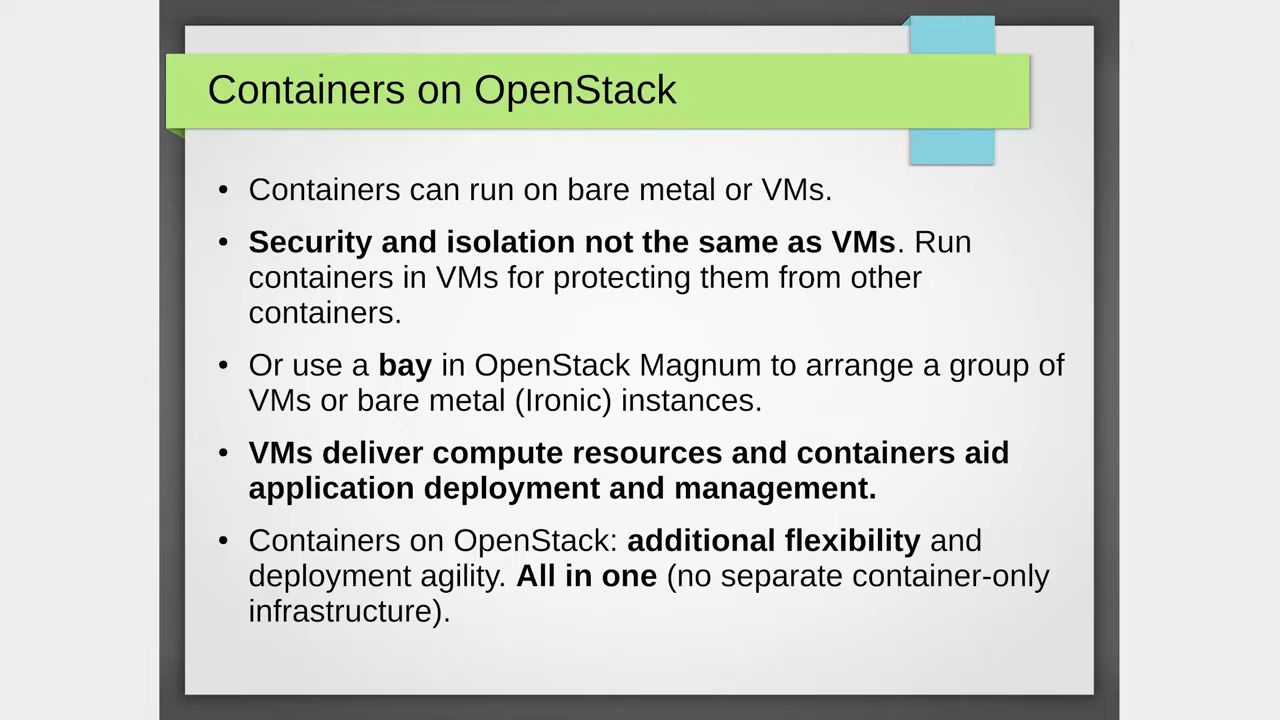 Containers on OpenStack
• Containers can run on bare metal or VMs.
• Security and isolation not the same as VMs. Run
containers in VMs for protecting them from other
containers.
• Or use a bay in OpenStack Magnum to arrange a group of
VMs or bare metal (Ironic) instances.
• VMs deliver compute resources and containers aid
application deployment and management.
• Containers on OpenStack: additional flexibility and
deployment agility. All in one (no separate container-only
infrastructure).